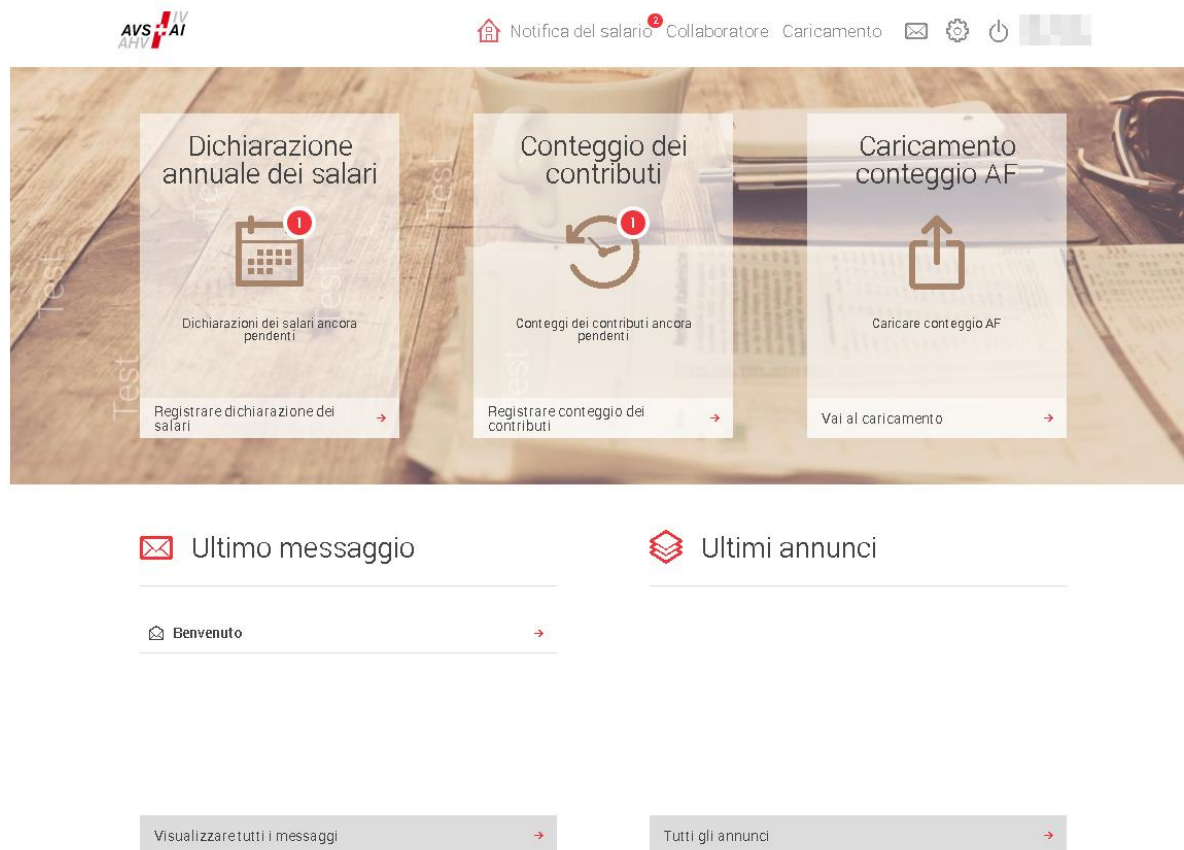 IV
AVS AI
AHV
Notifica del salario 2 Collaboratore Caricamento
Dichiarazione
annuale dei salari
1
Dichiarazioni dei salari ancora
pendenti
Registrare dichiarazione dei
salari
Conteggio dei
contributi
1
Conteggi dei contributi ancora
pendenti
Registrare conteggio dei
contributi
Caricamento
conteggio AF
Caricare conteggio AF
Vai al caricamento
Test
Test
Test
Test
Test
Test
Ultimo messaggio
Benvenuto
Visualizzare tutti i messaggi
Ultimi annunci
Tutti gli annunci